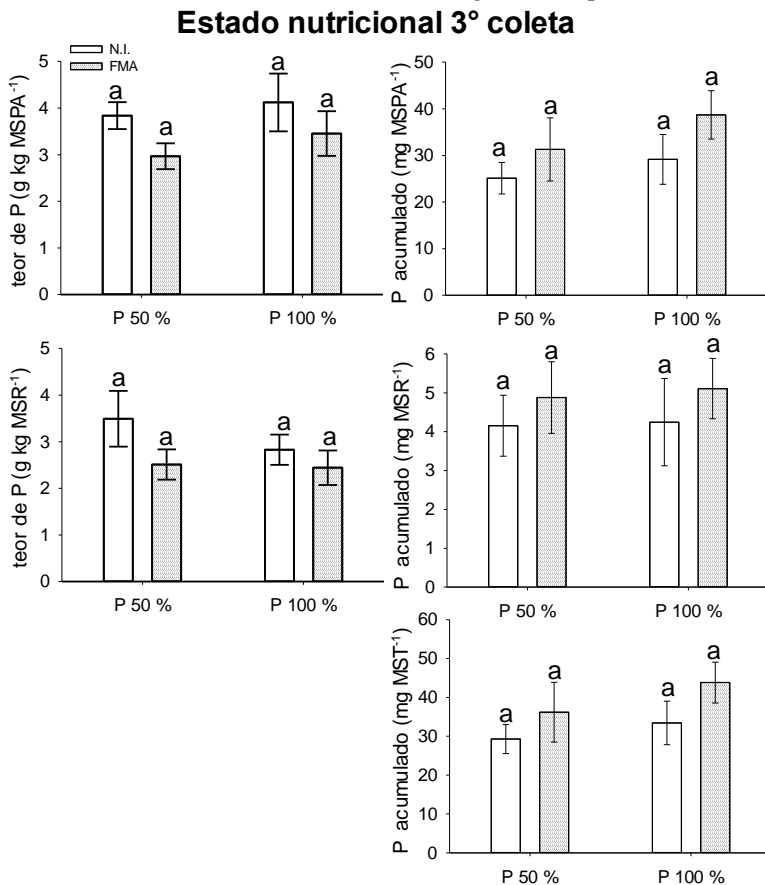 Estado nutricional 3° coleta
N.I.
FMA
teor de P (g kg MSPA⁻¹)
5
4
3
2
1
0
a
a
a
a
P 50 %
P 100 %
P acumulado (mg MSPA⁻¹)
50
40
30
20
10
0
a
a
a
a
P 50 %
P 100 %
teor de P (g kg MSR⁻¹)
5
4
3
2
1
0
a
a
a
a
P 50 %
P 100 %
P acumulado (mg MSR⁻¹)
6
5
4
3
2
1
0
a
a
a
a
P 50 %
P 100 %
P acumulado (mg MST⁻¹)
60
50
40
30
20
10
0
a
a
a
a
P 50 %
P 100 %